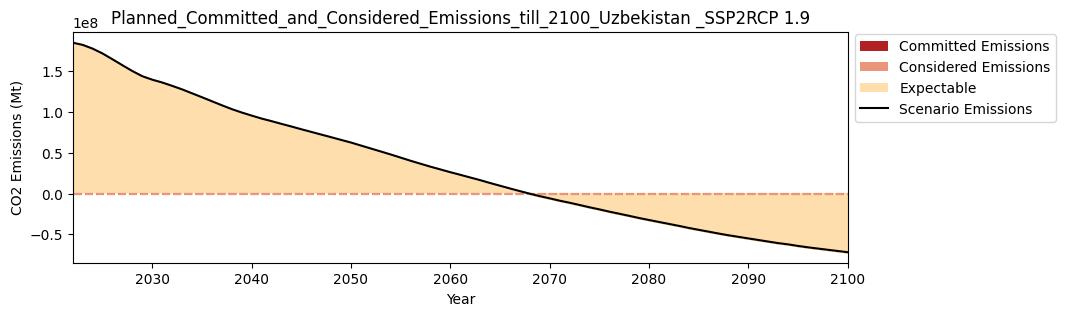 Planned_Committed_and_Considered_Emissions_till_2100_Uzbekistan _SSP2RCP 1.9
1e8
1.5
1.0
0.5
0.0
−0.5
CO2 Emissions (Mt)
2030 2040 2050 2060 2070 2080 2090 2100
Year
Committed Emissions
Considered Emissions
Expectable
Scenario Emissions